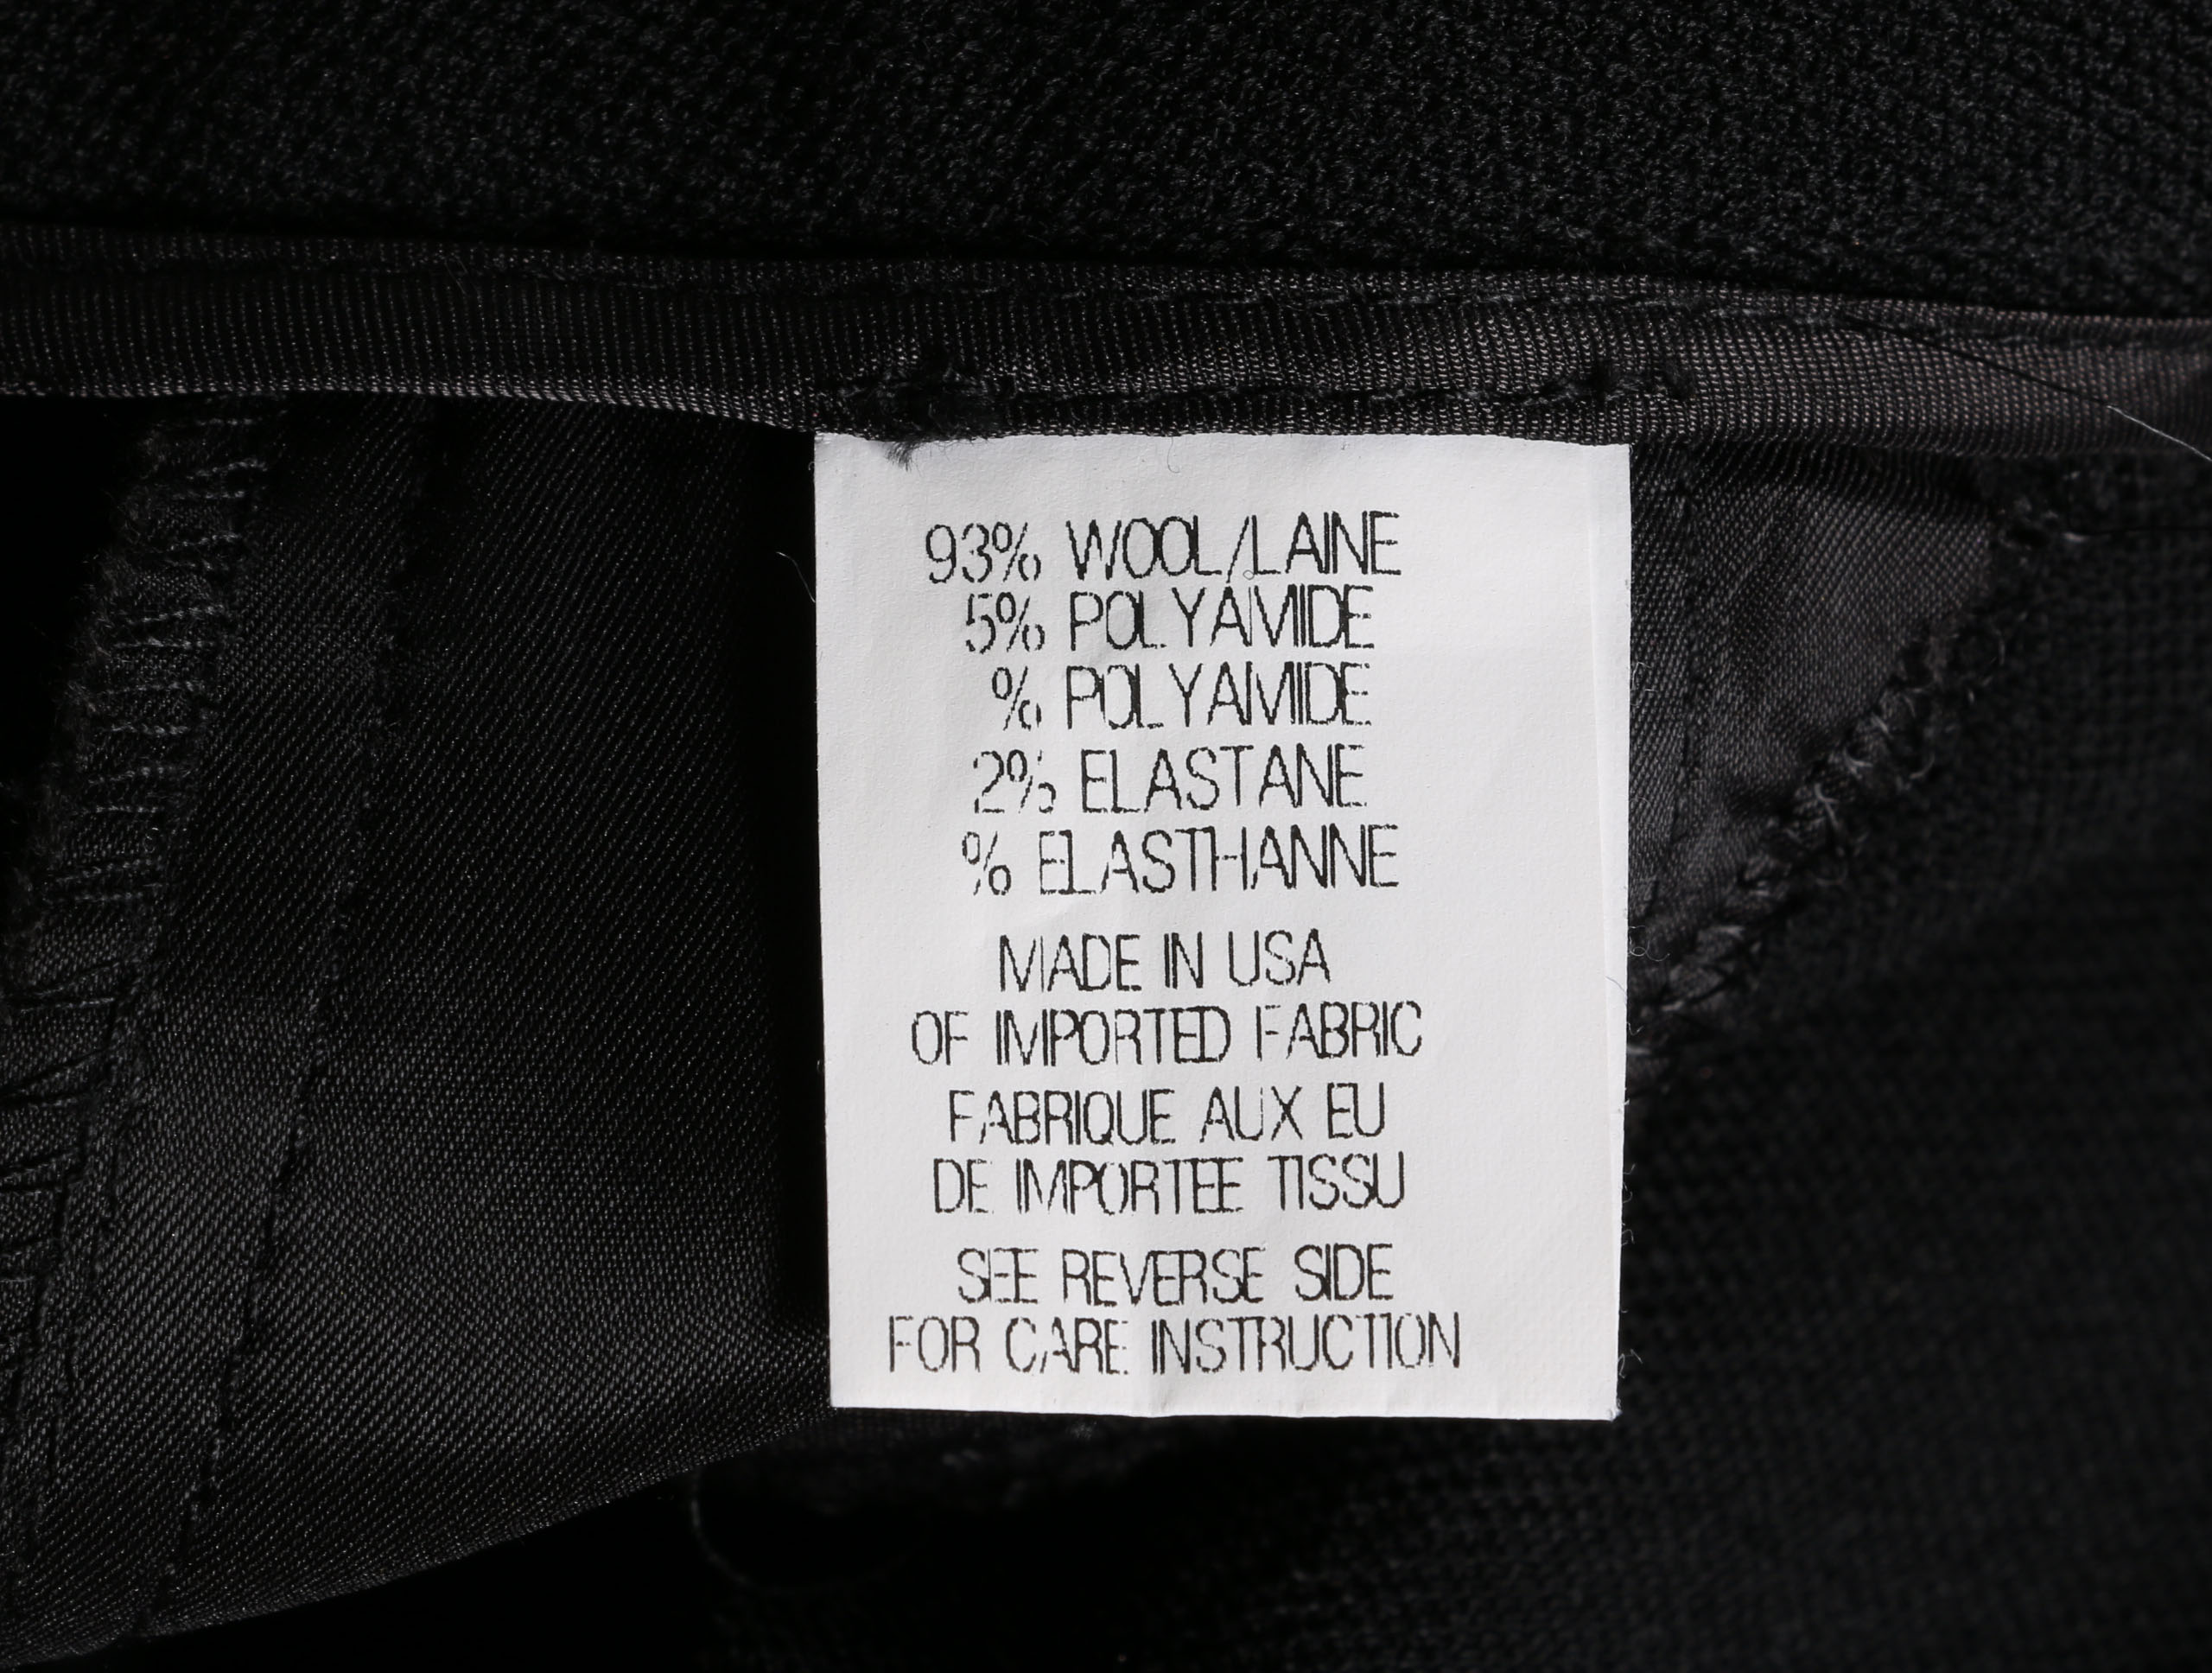 93% WOOL/LAINE
5% POLYAMIDE
% POLYAMIDE
2% ELASTANE
% ELASTHANNE
MADE IN USA
OF IMPORTED FABRIC
FABRIQUE AUX EU
DE IMPORTEE TISSU
SEE REVERSE SIDE
FOR CARE INSTRUCTION